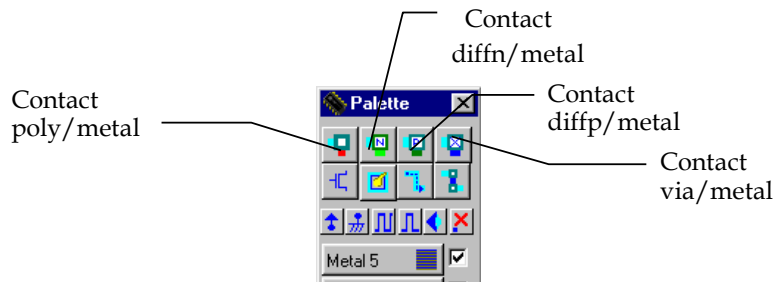 Contact
diffn/metal
Contact
poly/metal
Palette
Contact
diffp/metal
N
P
Contact
via/metal
Metal 5